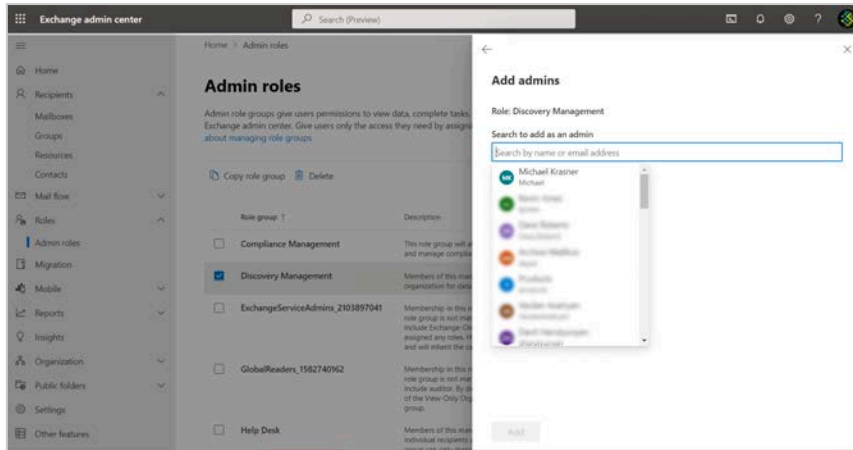 Exchange admin center
Search (Preview)
?
Home > Admin roles
Home
Recipients
Mailboxes
Groups
Resources
Contacts
Mail flow
Roles
Admin roles
Migration
Mobile
Reports
Insights
Organization
Public folders
Settings
Other features
Admin roles
Admin role groups give users permissions to view data, complete tasks,
Exchange admin center. Give users only the access they need by assign
about managing role groups
Copy role group
Delete
Role group ↑
Description
Compliance Management
This role group will a
and manage complia
Discovery Management
Members of this man
organization for data
ExchangeServiceAdmins_2103897041
Membership in this r
role group is not mar
include Exchange On
assigned any roles. H
and will inherit the ca
GlobalReaders_1582740162
Membership in this r
role group is not mar
include auditor. By de
of the View-Only Org
group.
Help Desk
Members of this man
individual recipients a
Add admins
Role: Discovery Management
Search to add as an admin
Search by name or email address
MK
Michael Krasner
Michael
Add